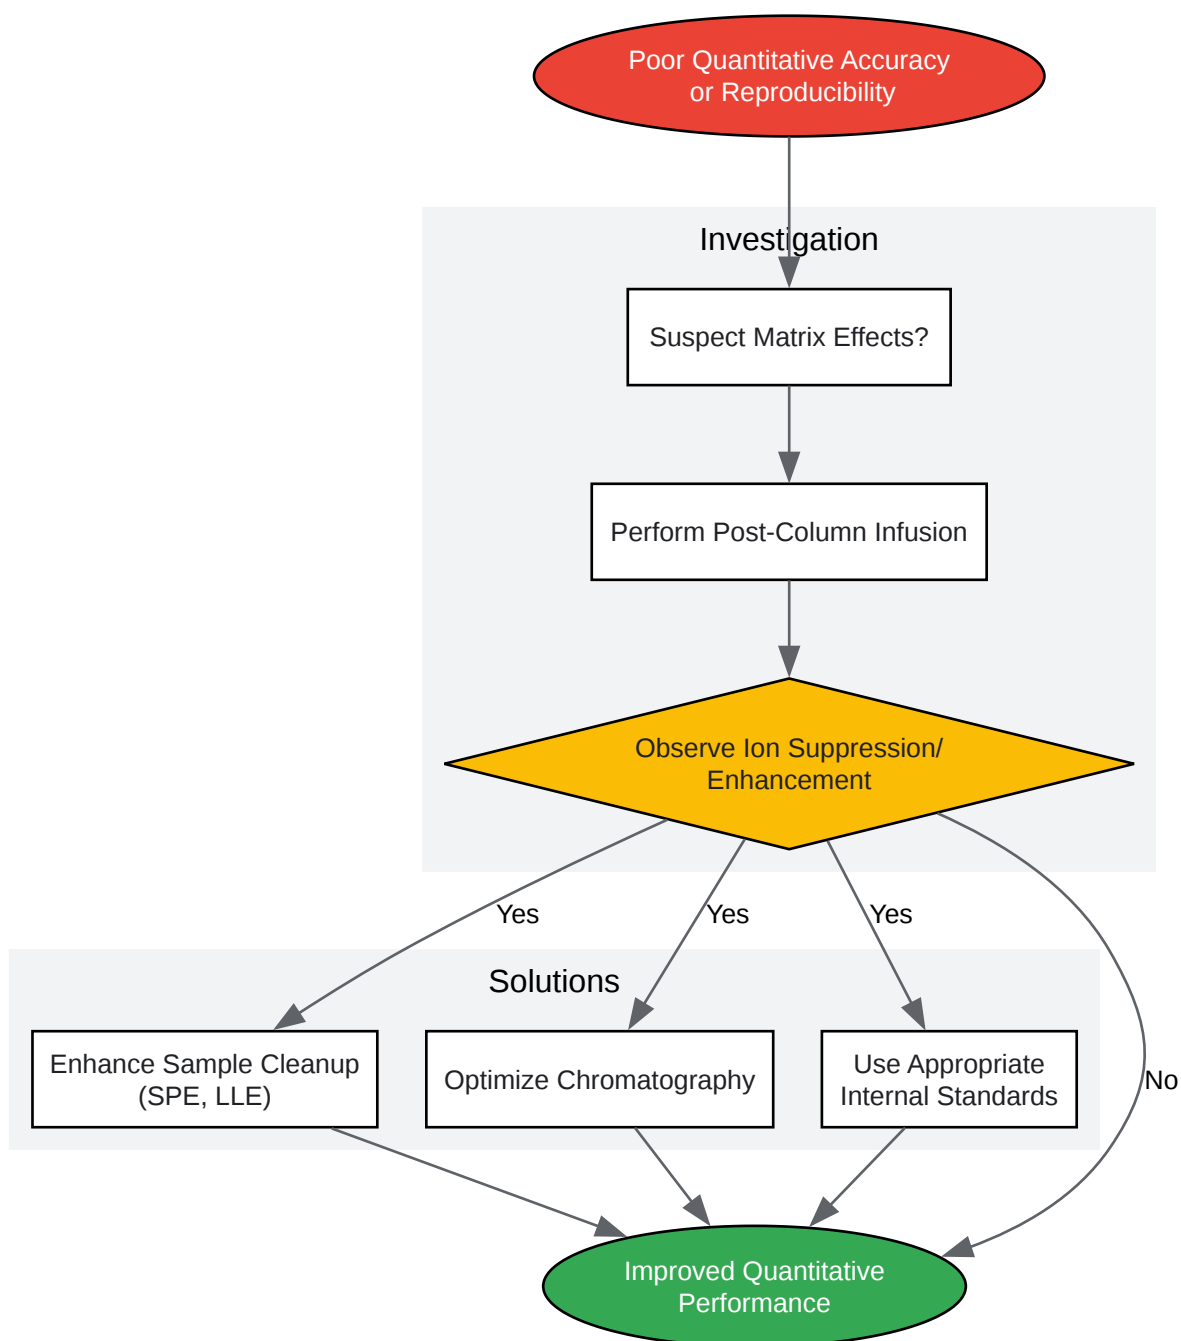 Poor Quantitative Accuracy
or Reproducibility
Investigation
Suspect Matrix Effects?
Perform Post-Column Infusion
Observe Ion Suppression/
Enhancement
Yes
Yes
Yes
Solutions
Enhance Sample Cleanup
(SPE, LLE)
Optimize Chromatography
Use Appropriate
Internal Standards
No
Improved Quantitative
Performance